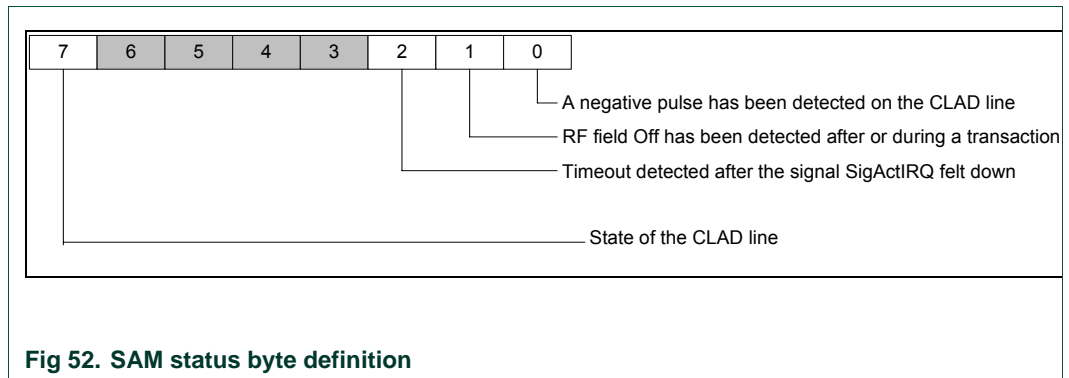 7 6 5 4 3 2 1 0
A negative pulse has been detected on the CLAD line
RF field Off has been detected after or during a transaction
Timeout detected after the signal SigActIRQ felt down
State of the CLAD line
Fig 52. SAM status byte definition